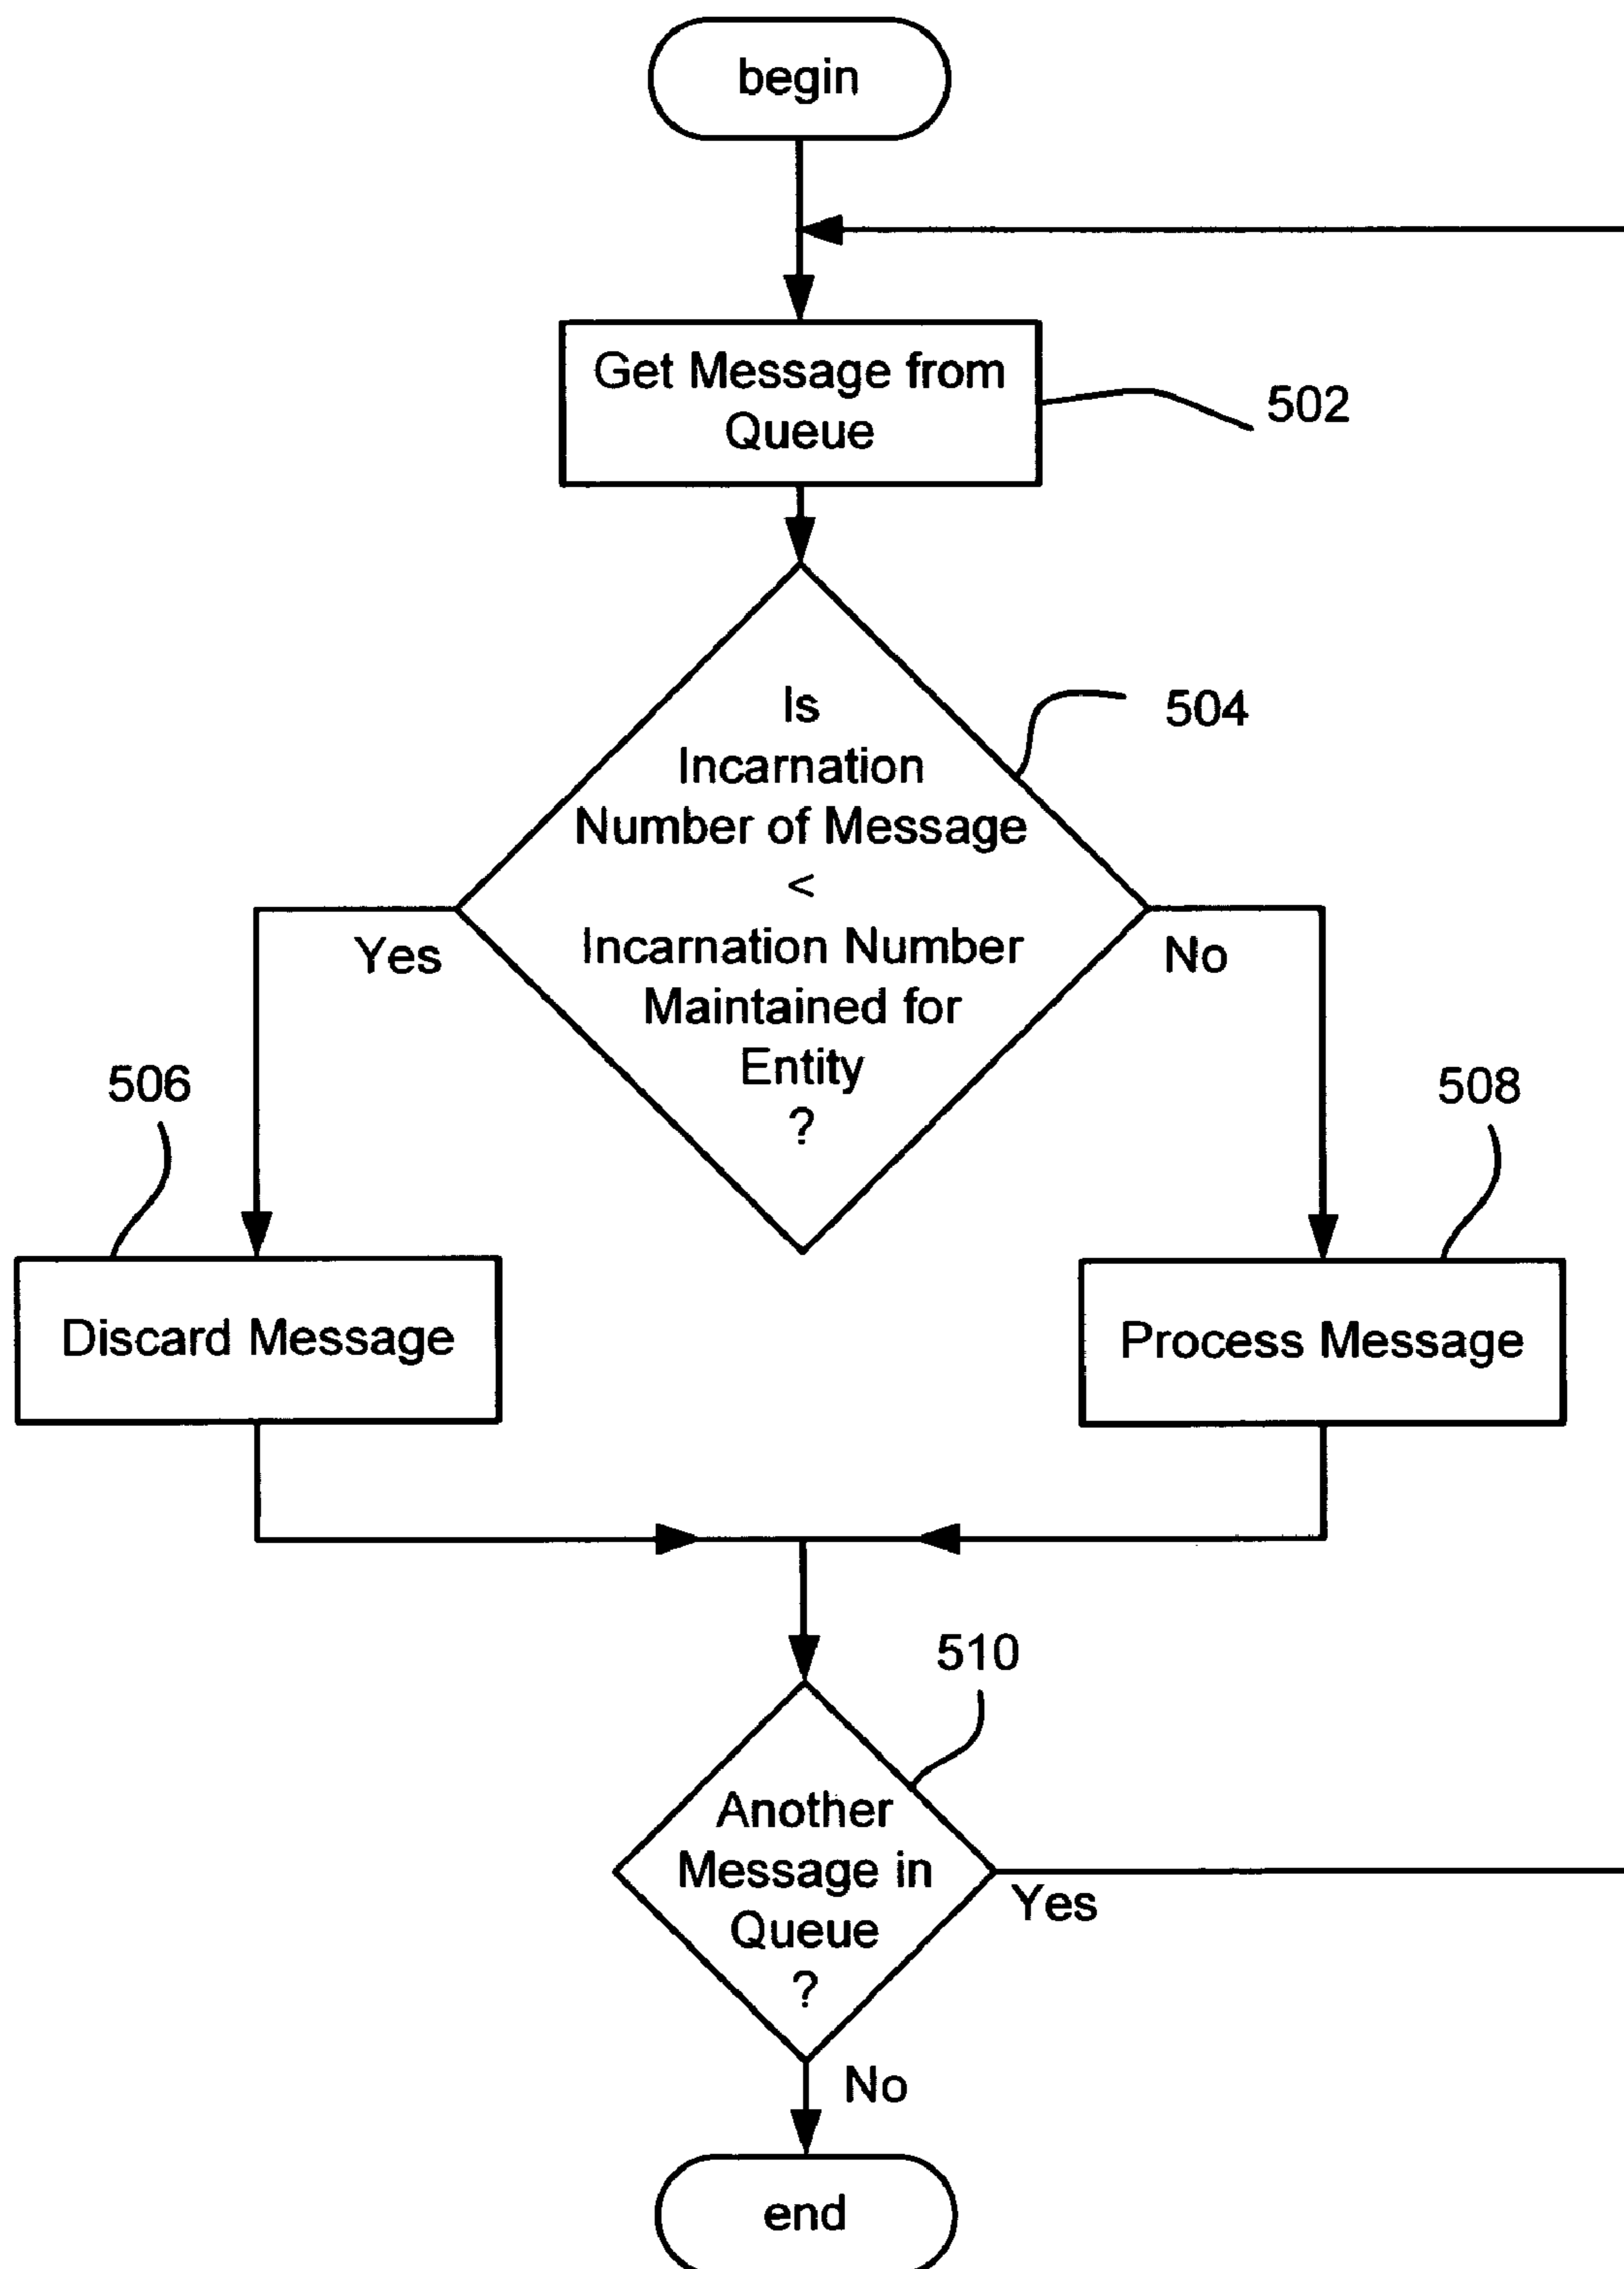 begin
Get Message from
Queue
502
Is
Incarnation
Number of Message
<
Incarnation Number
Maintained for
Entity
?
504
Yes
No
506
508
Discard Message
Process Message
510
Another
Message in
Queue
?
Yes
No
end